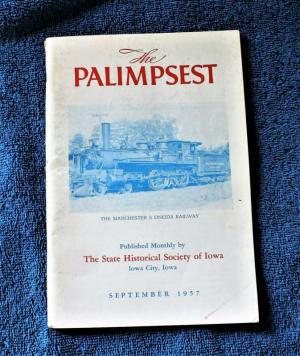 The
PALIMPSEST
THE MANCHESTER & ONEIDA RAILWAY
Published Monthly by
The State Historical Society of Iowa
Iowa City, Iowa
SEPTEMBER 1957